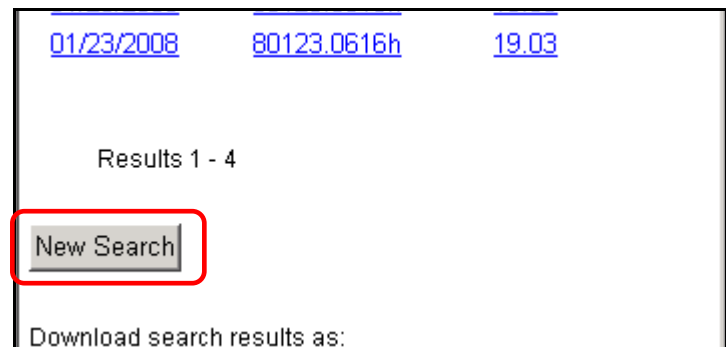 01/23/2008 80123.0616h 19.03
Results 1 - 4
New Search
Download search results as: